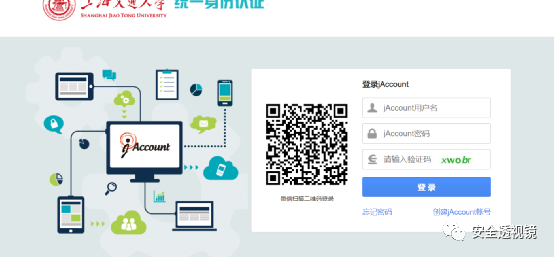 上海交通大学
SHANGHAI JIAO TONG UNIVERSITY
统一身份认证
jAccount
微信扫描二维码登录
登录jAccount
jAccount用户名
jAccount密码
请输入验证码
xwobr
登录
忘记密码
创建jAccount账号
安全透视镜